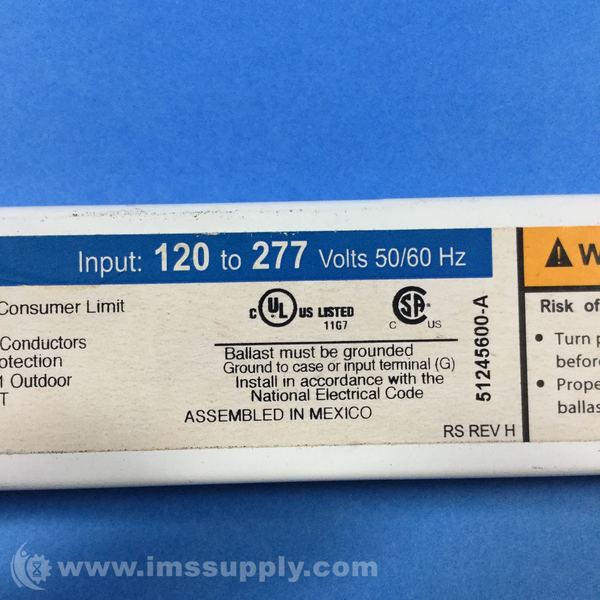 Input: 120 to 277 Volts 50/60 Hz
Consumer Limit
Conductors
otection
1 Outdoor
T
C UL US LISTED
11G7
SA
C US
Ballast must be grounded
Ground to case or input terminal (G)
Install in accordance with the
National Electrical Code
ASSEMBLED IN MEXICO
51245600-A
RS REV H
W
Risk of
• Turn p
before
• Prope
ballas
www.imssupply.com